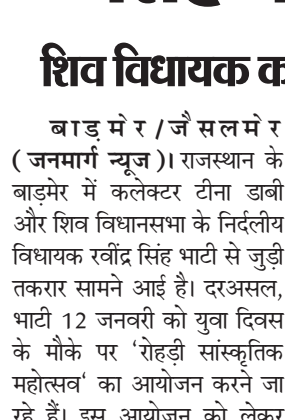 शिव विधायक
बाड़मेर/जैसलमेर
(जनमार्ग न्यूज)। राजस्थान के
बाड़मेर में कलेक्टर टीना डाबी
और शिव विधानसभा के निर्दलीय
विधायक रवींद्र सिंह भाटी से जुड़ी
तकरार सामने आई है। दरअसल,
भाटी 12 जनवरी को युवा दिवस
के मौके पर ‘रोहड़ी सांस्कृतिक
महोत्सव‘ का आयोजन करने जा
रहे हैं। इस आयोजन को लेकर